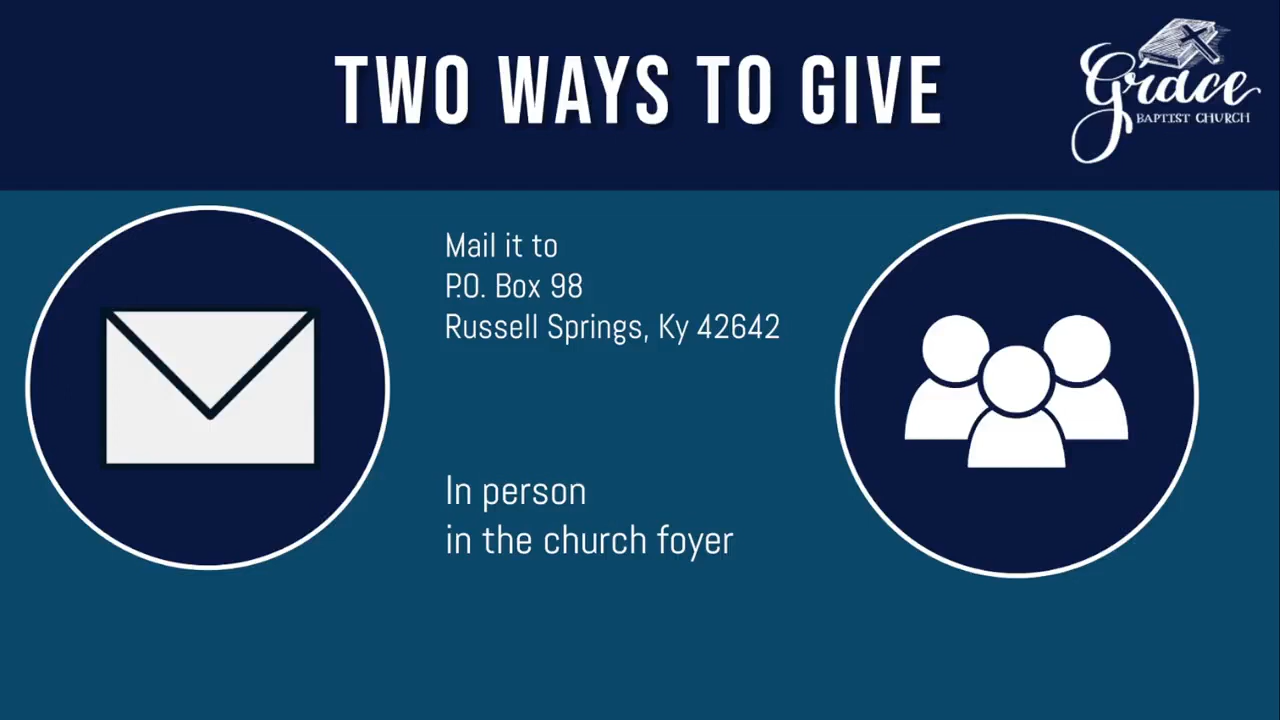 TWO WAYS TO GIVE
Grace
BAPTIST CHURCH
Mail it to
P.O. Box 98
Russell Springs, Ky 42642
In person
in the church foyer